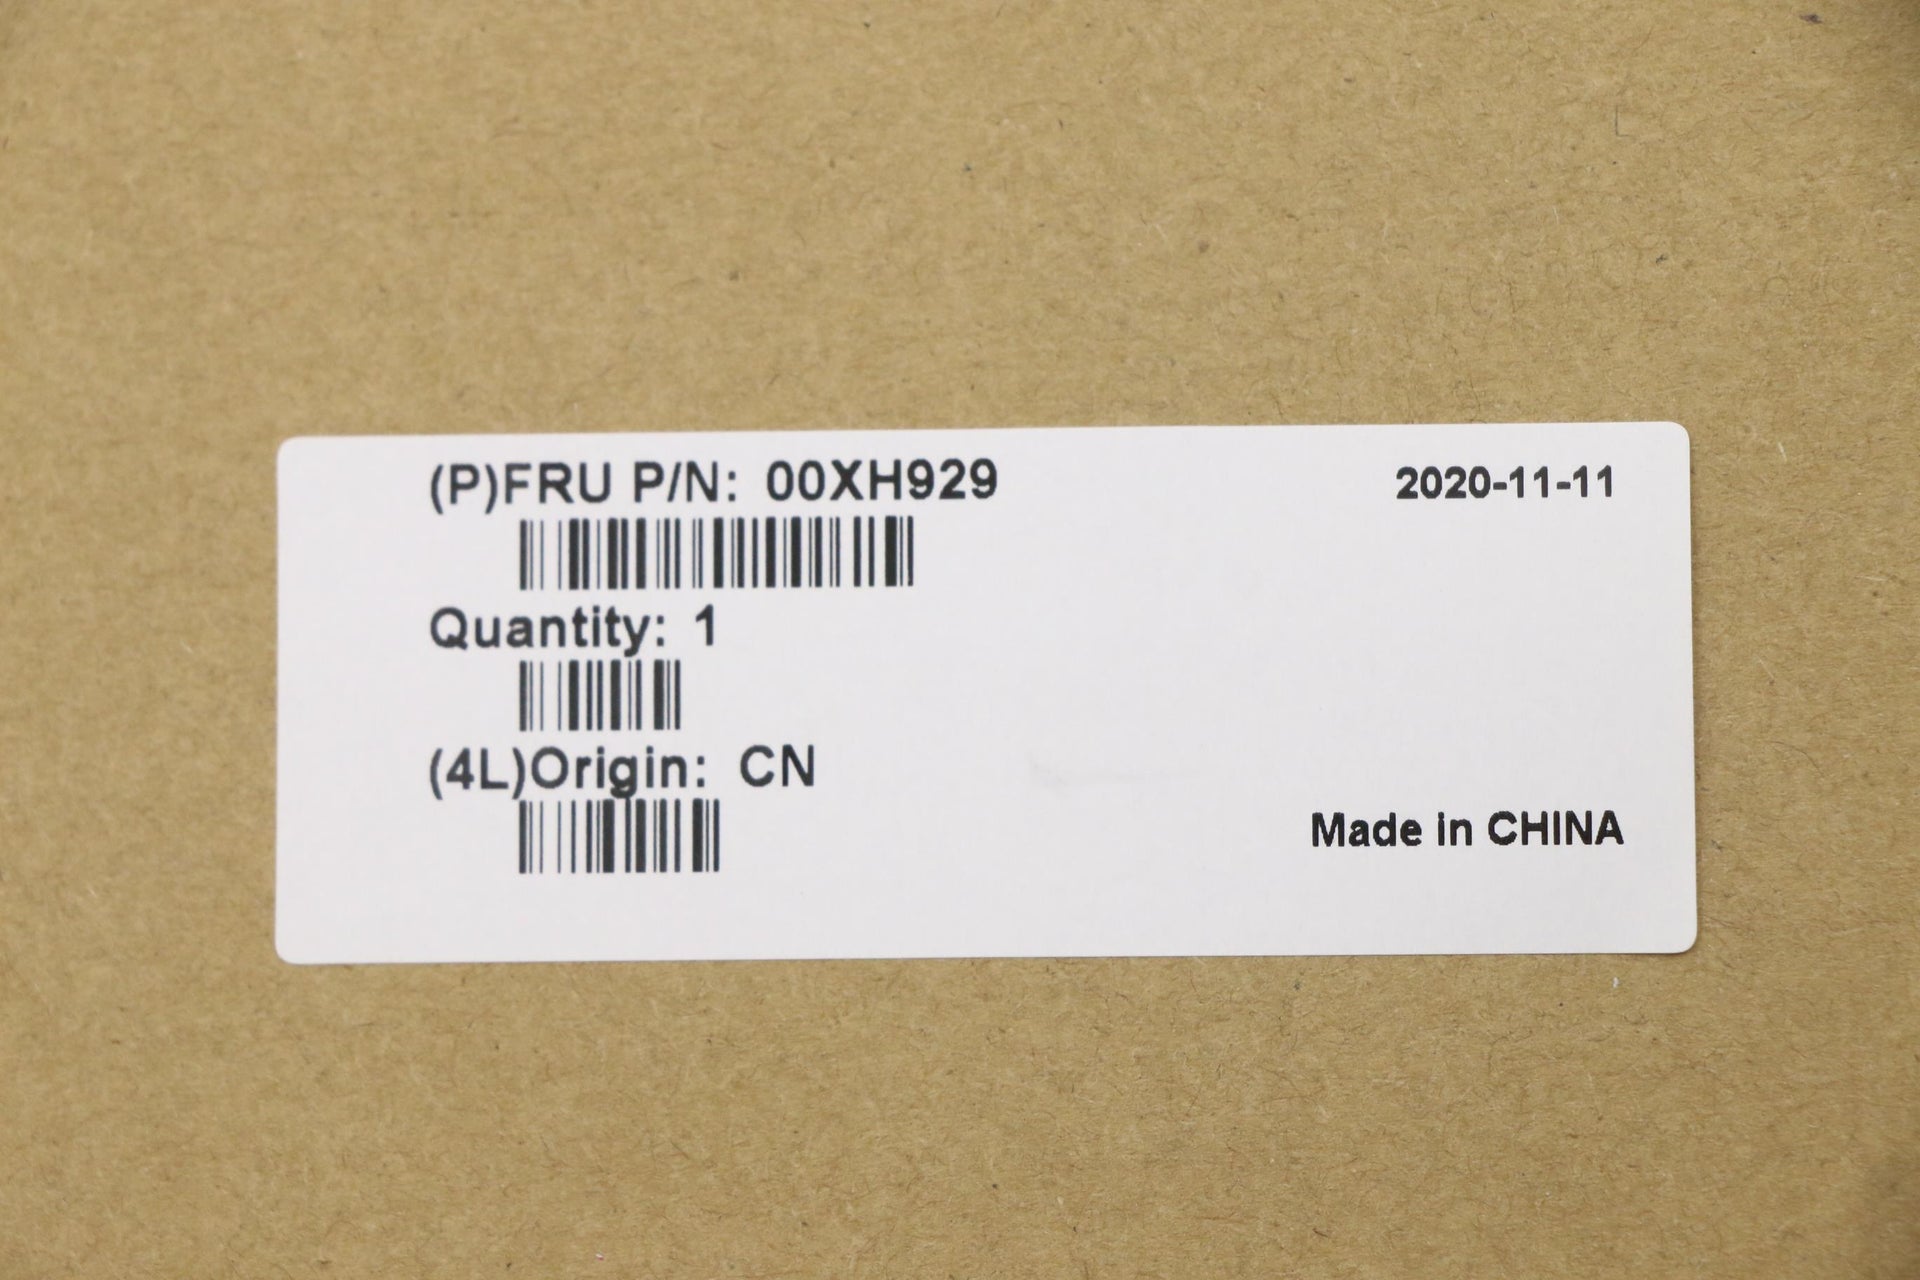 (P)FRU P/N: 00XH929
2020-11-11
Quantity: 1
(4L)Origin: CN
Made in CHINA